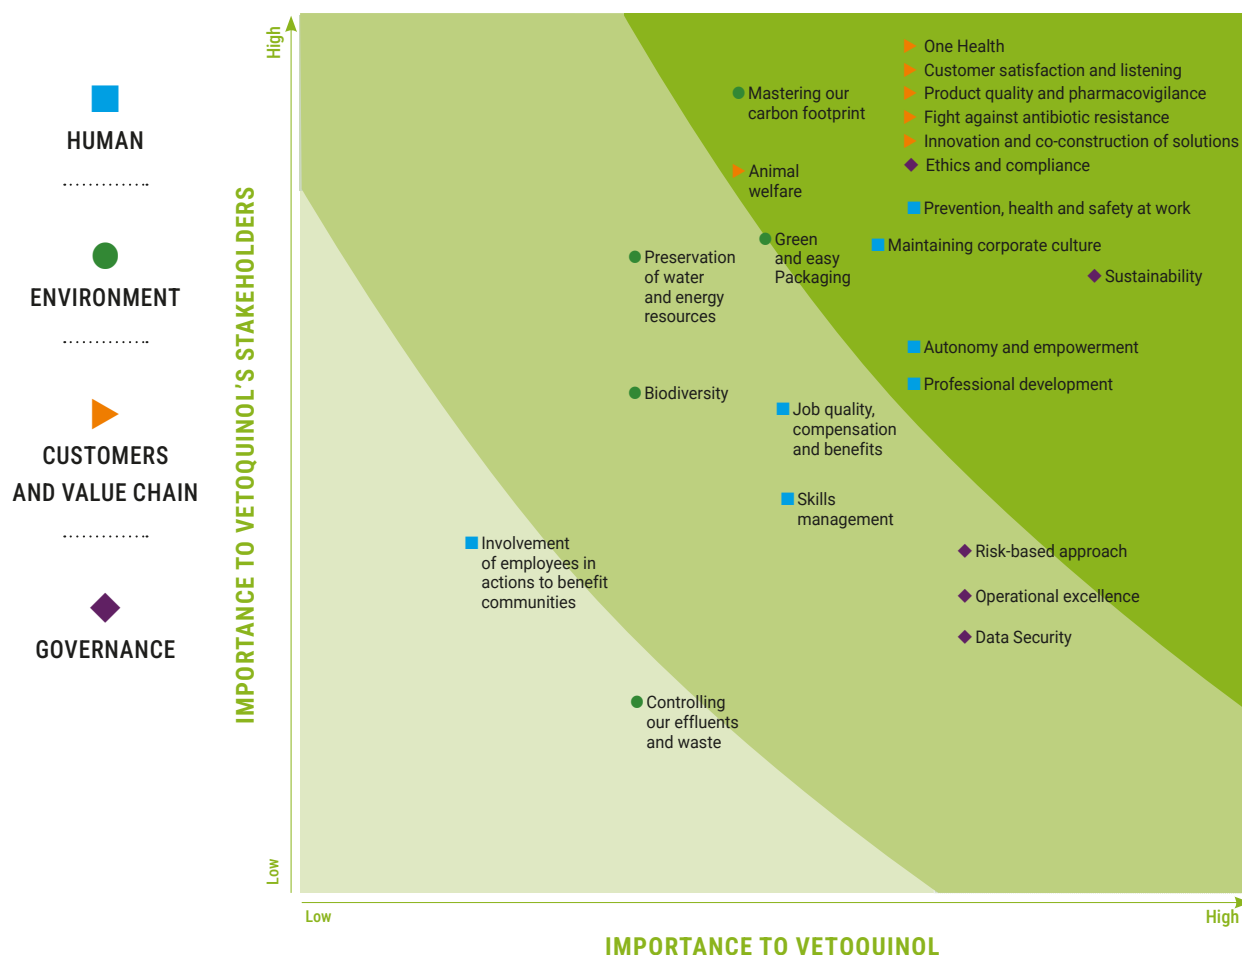 HUMAN
ENVIRONMENT
CUSTOMERS
AND VALUE CHAIN
GOVERNANCE
IMPORTANCE TO VETOQUINOL'S STAKEHOLDERS
High
Low
One Health
Customer satisfaction and listening
Product quality and pharmacovigilance
Fight against antibiotic resistance
Innovation and co-construction of solutions
Ethics and compliance
Mastering our
carbon footprint
Animal
welfare
Prevention, health and safety at work
Green
and easy
Packaging
Maintaining corporate culture
Sustainability
Preservation
of water
and energy
resources
Autonomy and empowerment
Professional development
Biodiversity
Job quality,
compensation
and benefits
Skills
management
Involvement
of employees in
actions to benefit
communities
Risk-based approach
Operational excellence
Data Security
Controlling
our effluents
and waste
Low
High
IMPORTANCE TO VETOQUINOL